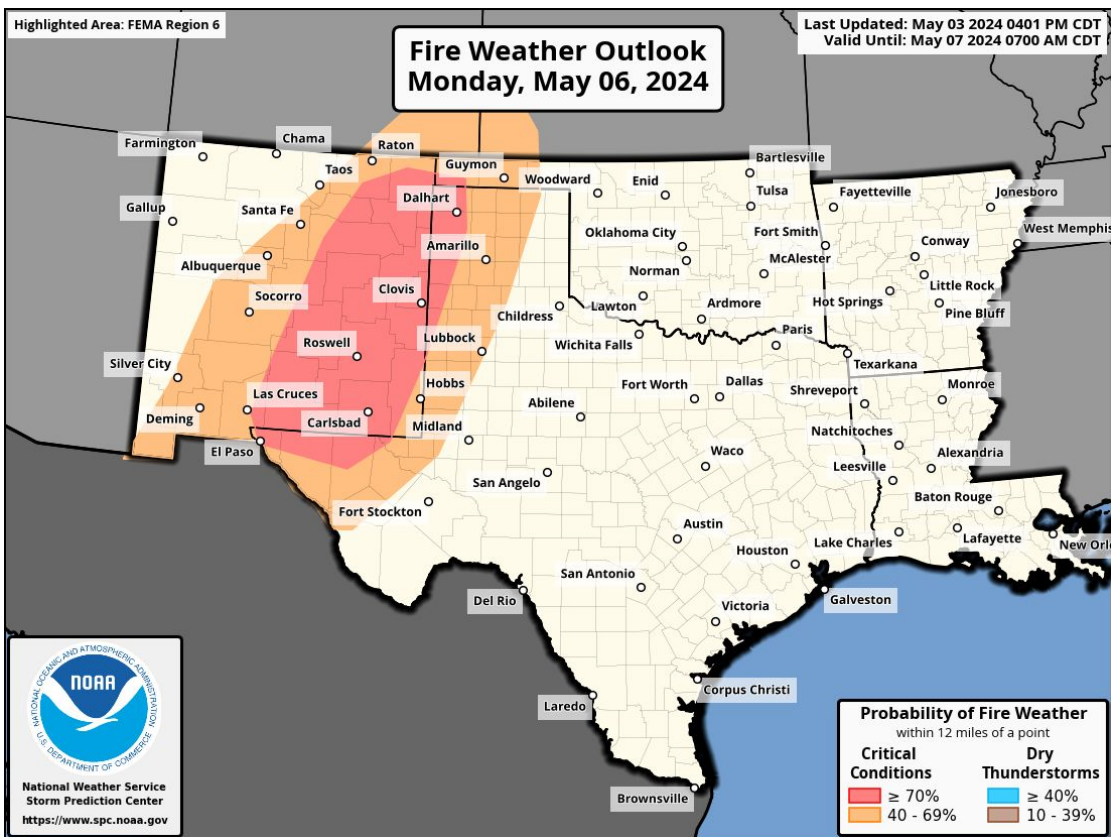 Highlighted Area: FEMA Region 6
Last Updated: May 03 2024 0401 PM CDT
Valid Until: May 07 2024 0700 AM CDT
Fire Weather Outlook
Monday, May 06, 2024
Farmington
Chama
Raton
Taos
Guymon
Woodward
Enid
Bartlesville
Tulsa
Fayetteville
Jonesboro
Gallup
Santa Fe
Dalhart
Oklahoma City
Fort Smith
Conway
West Memphis
Albuquerque
Amarillo
Norman
McAlester
Little Rock
Socorro
Clovis
Childress
Lawton
Ardmore
Hot Springs
Pine Bluff
Roswell
Lubbock
Wichita Falls
Paris
Texarkana
Silver City
Las Cruces
Hobbs
Fort Worth
Dallas
Shreveport
Monroe
Deming
Carlsbad
Midland
Abilene
Natchitoches
El Paso
Waco
Leesville
Alexandria
San Angelo
Fort Stockton
Austin
Baton Rouge
Houston
Lake Charles
Lafayette
New Orl
San Antonio
Del Rio
Victoria
Galveston
Laredo
Corpus Christi
Brownsville
NATIONAL OCEANIC AND ATMOSPHERIC ADMINISTRATION
NOAA
U.S. DEPARTMENT OF COMMERCE
National Weather Service
Storm Prediction Center
https://www.spc.noaa.gov
Probability of Fire Weather
within 12 miles of a point
Critical Conditions
≥ 70%
40 - 69%
Dry Thunderstorms
≥ 40%
10 - 39%